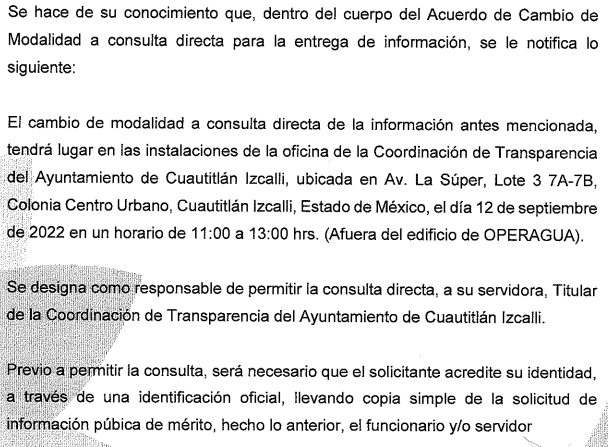 Se hace de su conocimiento que, dentro del cuerpo del Acuerdo de Cambio de
Modalidad a consulta directa para la entrega de información, se le notifica lo
siguiente:
El cambio de modalidad a consulta directa de la información antes mencionada,
tendrá lugar en las instalaciones de la oficina de la Coordinación de Transparencia
del Ayuntamiento de Cuautitlán Izcalli, ubicada en Av. La Súper, Lote 3 7A-7B,
Colonia Centro Urbano, Cuautitlán Izcalli, Estado de México, el día 12 de septiembre
de 2022 en un horario de 11:00 a 13:00 hrs. (Afuera del edificio de OPERAGUA).
Se designa como responsable de permitir la consulta directa, a su servidora, Titular
de la Coordinación de Transparencia del Ayuntamiento de Cuautitlán Izcalli.
Previo a permitir la consulta, será necesario que el solicitante acredite su identidad,
a través de una identificación oficial, llevando copia simple de la solicitud de
información púbica de mérito, hecho lo anterior, el funcionario y/o servidor